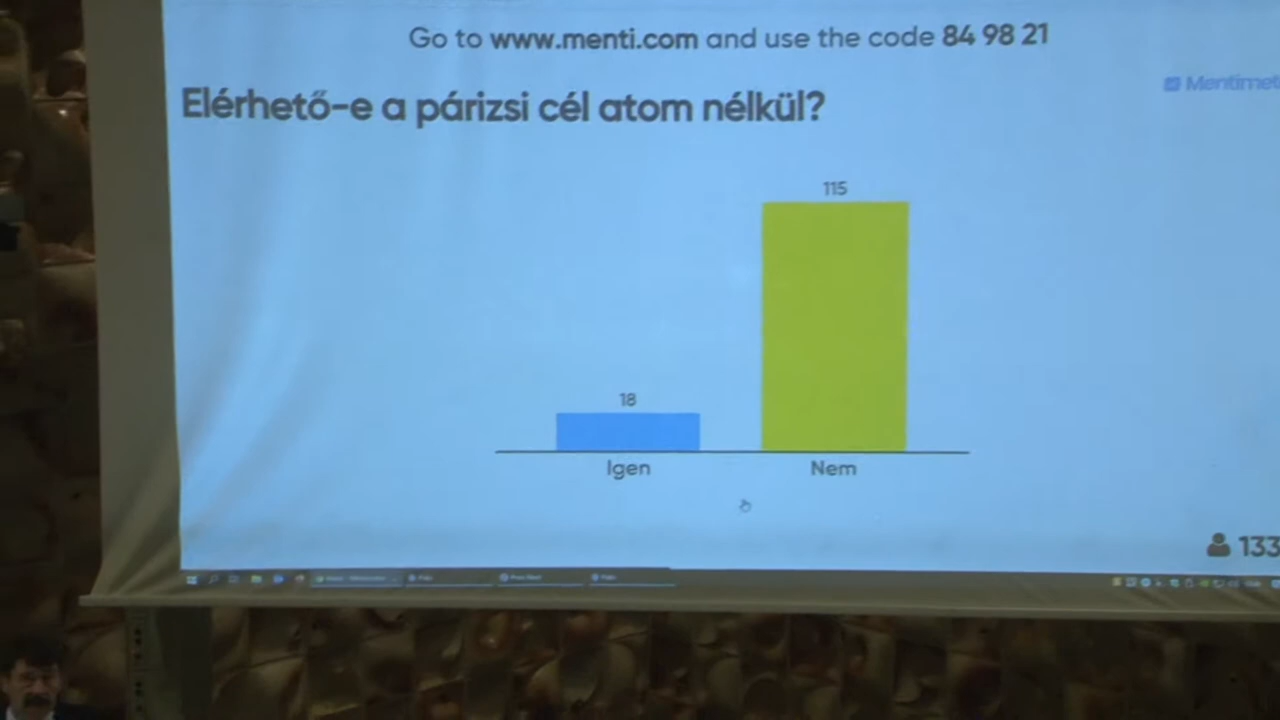 Go to www.menti.com and use the code 84 98 21
Mentimet
Elérhető-e a párizsi cél atom nélkül?
115
18
Igen
Nem
133